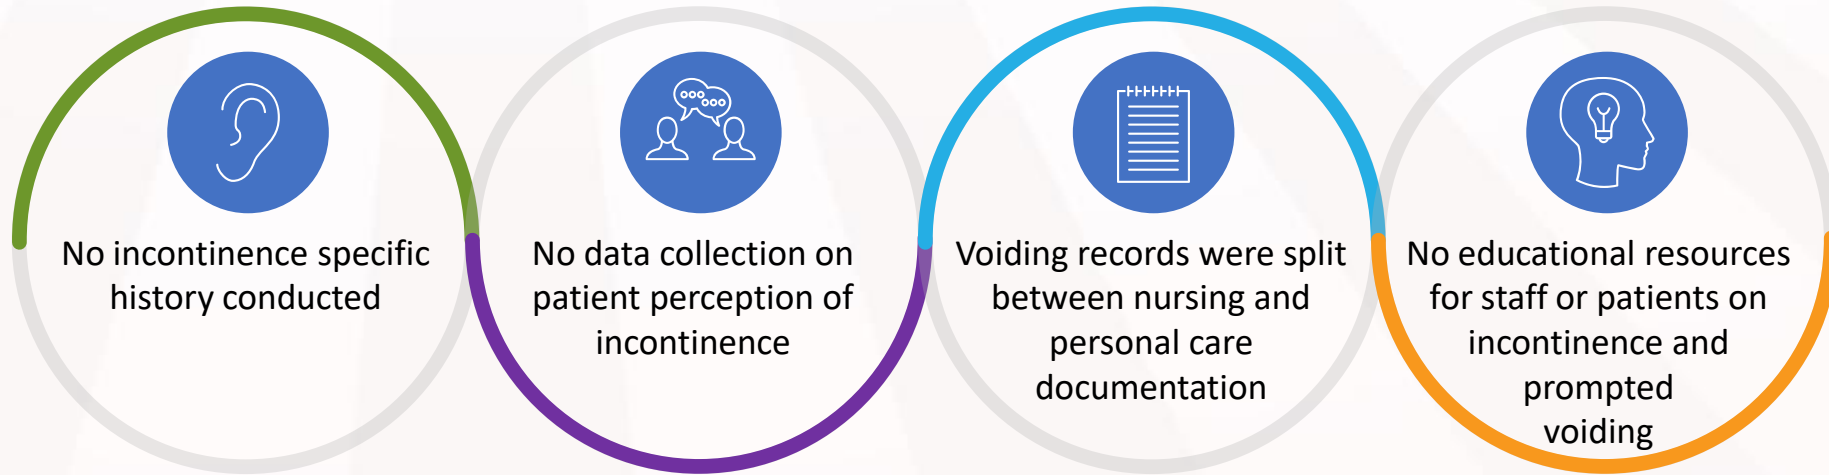 No incontinence specific
history conducted
No data collection on
patient perception of
incontinence
Voiding records were split
between nursing and
personal care
documentation
No educational resources
for staff or patients on
incontinence and
prompted
voiding